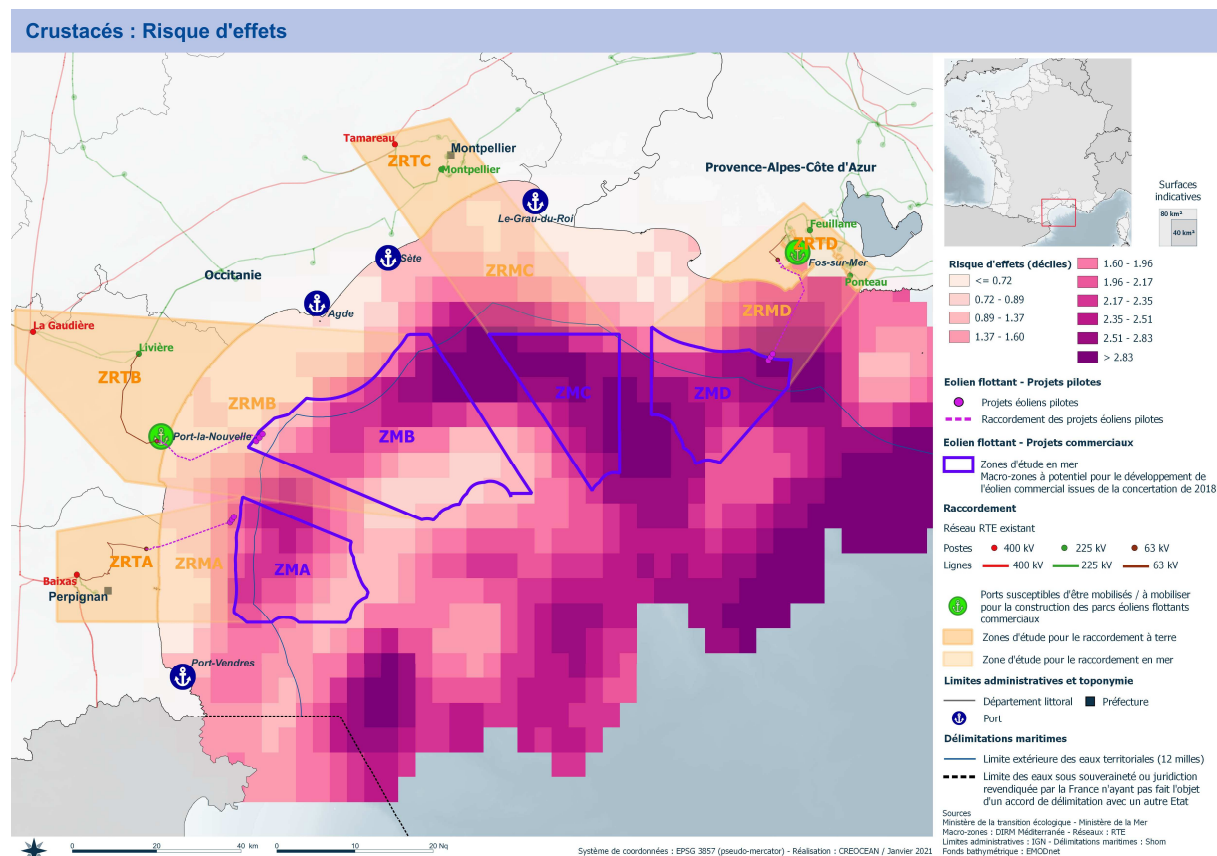 Crustacés : Risque d'effets
Tamareau
ZRTC
Montpellier
Montpellier
Provence-Alpes-Côte d'Azur
Le-Grau-du-Roi
Feuillane
ZRTD
Fos-sur-Mer
Ponteau
Sète
ZRMC
Occitanie
Agde
ZRMD
La Gaudière
Livière
ZRTB
ZRMB
ZMC
ZMD
Port-la-Nouvelle
ZMB
ZRTA
ZRMA
ZMA
Baixas
Perpignan
Port-Vendres
0 20 40 km
0 10 20 Nq
Système de coordonnées : EPSG 3857 (pseudo-mercator) - Réalisation : CREOCEAN / Janvier 2021
Surfaces
indicatives
80 km²
40 km²
Risque d'effets (déciles)
<= 0.72
0.72 - 0.89
0.89 - 1.37
1.37 - 1.60
1.60 - 1.96
1.96 - 2.17
2.17 - 2.35
2.35 - 2.51
2.51 - 2.83
> 2.83
Eolien flottant - Projets pilotes
Projets éoliens pilotes
Raccordement des projets éoliens pilotes
Eolien flottant - Projets commerciaux
Zones d'étude en mer
Macro-zones à potentiel pour le développement de
l'éolien commercial issues de la concertation de 2018
Raccordement
Réseau RTE existant
Postes 400 kV 225 kV 63 kV
Lignes 400 kV 225 kV 63 kV
Ports susceptibles d'être mobilisés / à mobiliser
pour la construction des parcs éoliens flottants
commerciaux
Zones d'étude pour le raccordement à terre
Zone d'étude pour le raccordement en mer
Limites administratives et toponymie
Département littoral Préfecture
Port
Délimitations maritimes
Limite extérieure des eaux territoriales (12 milles)
Limite des eaux sous souveraineté ou juridiction
revendiquée par la France n'ayant pas fait l'objet
d'un accord de délimitation avec un autre Etat
Sources
Ministère de la transition écologique - Ministère de la Mer
Macro-zones : DIRM Méditerranée - Réseaux : RTE
Limites administratives : IGN - Délimitations maritimes : Shom
Fonds bathymétrique : EMODnet